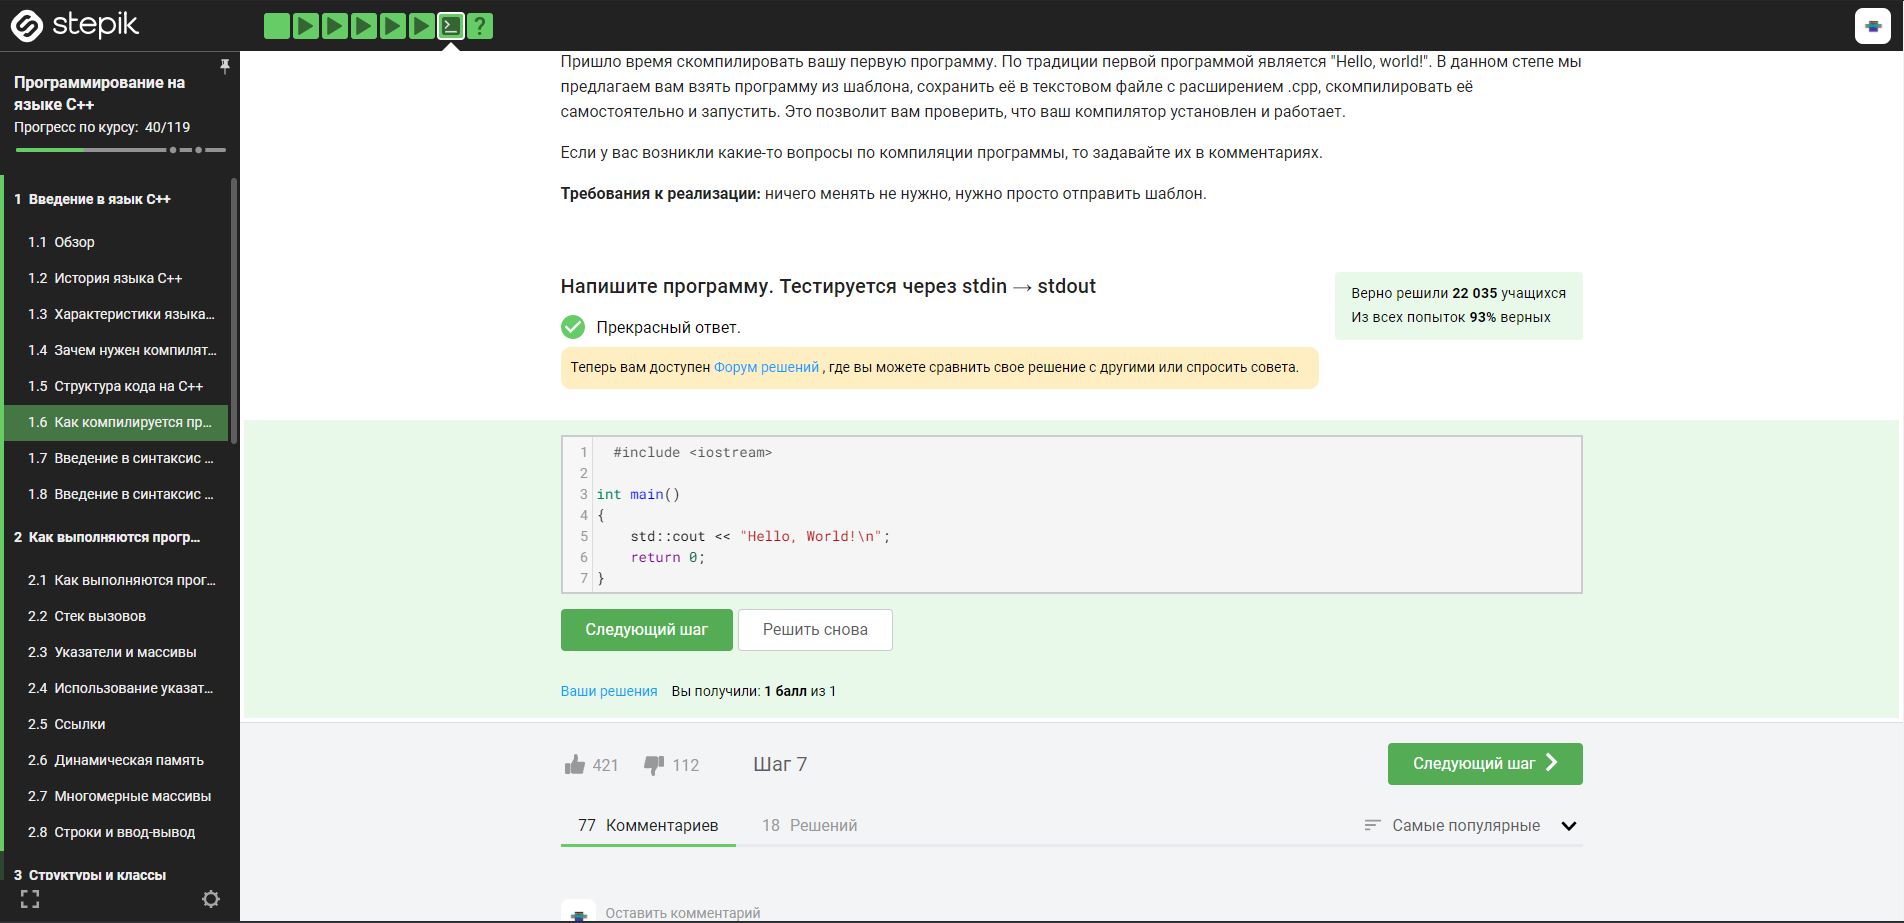 stepik
?
Программирование на
языке C++
Прогресс по курсу: 40/119
1 Введение в язык C++
1.1 Обзор
1.2 История языка C++
1.3 Характеристики языка...
1.4 Зачем нужен компилят...
1.5 Структура кода на C++
1.6 Как компилируется пр...
1.7 Введение в синтаксис ...
1.8 Введение в синтаксис ...
2 Как выполняются прогр...
2.1 Как выполняются прог...
2.2 Стек вызовов
2.3 Указатели и массивы
2.4 Использование указат...
2.5 Ссылки
2.6 Динамическая память
2.7 Многомерные массивы
2.8 Строки и ввод-вывод
3 Структуры и классы
Пришло время скомпилировать вашу первую программу. По традиции первой программой является "Hello, world!". В данном степе мы
предлагаем вам взять программу из шаблона, сохранить её в текстовом файле с расширением .cpp, скомпилировать её
самостоятельно и запустить. Это позволит вам проверить, что ваш компилятор установлен и работает.
Если у вас возникли какие-то вопросы по компиляции программы, то задавайте их в комментариях.
Требования к реализации: ничего менять не нужно, нужно просто отправить шаблон.
Напишите программу. Тестируется через stdin → stdout
Верно решили 22 035 учащихся
Из всех попыток 93% верных
Прекрасный ответ.
Теперь вам доступен Форум решений , где вы можете сравнить свое решение с другими или спросить совета.
1 #include <iostream>
2
3 int main()
4 {
5 std::cout << "Hello, World!\n";
6 return 0;
7 }
Следующий шаг Решить снова
Ваши решения Вы получили: 1 балл из 1
421 112 Шаг 7 Следующий шаг
77 Комментариев 18 Решений Самые популярные
Оставить комментарий